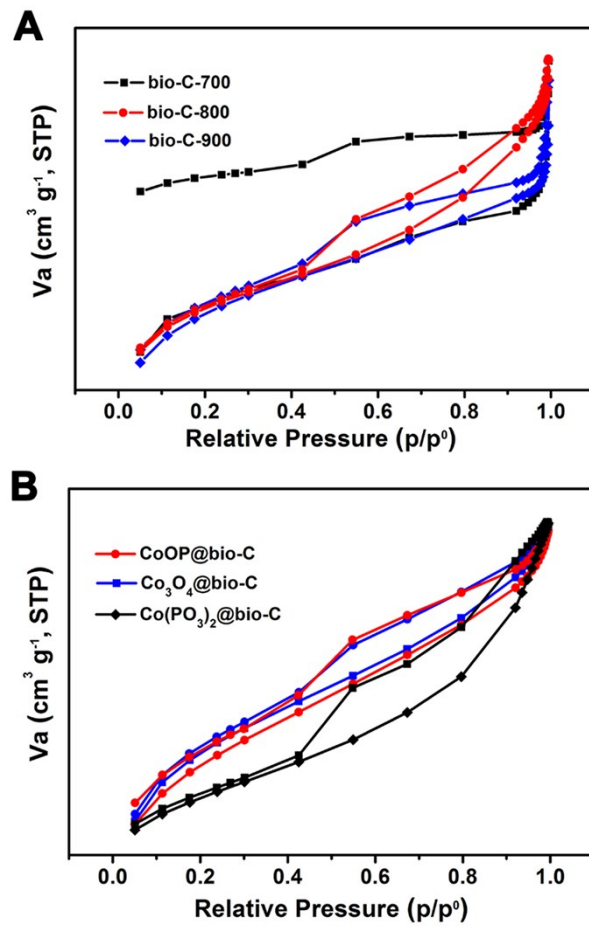 A
bio-C-700
bio-C-800
bio-C-900
Va (cm³ g⁻¹, STP)
0.0 0.2 0.4 0.6 0.8 1.0
Relative Pressure (p/p⁰)
B
CoOP@bio-C
Co₃O₄@bio-C
Co(PO₃)₂@bio-C
Va (cm³ g⁻¹, STP)
0.0 0.2 0.4 0.6 0.8 1.0
Relative Pressure (p/p⁰)